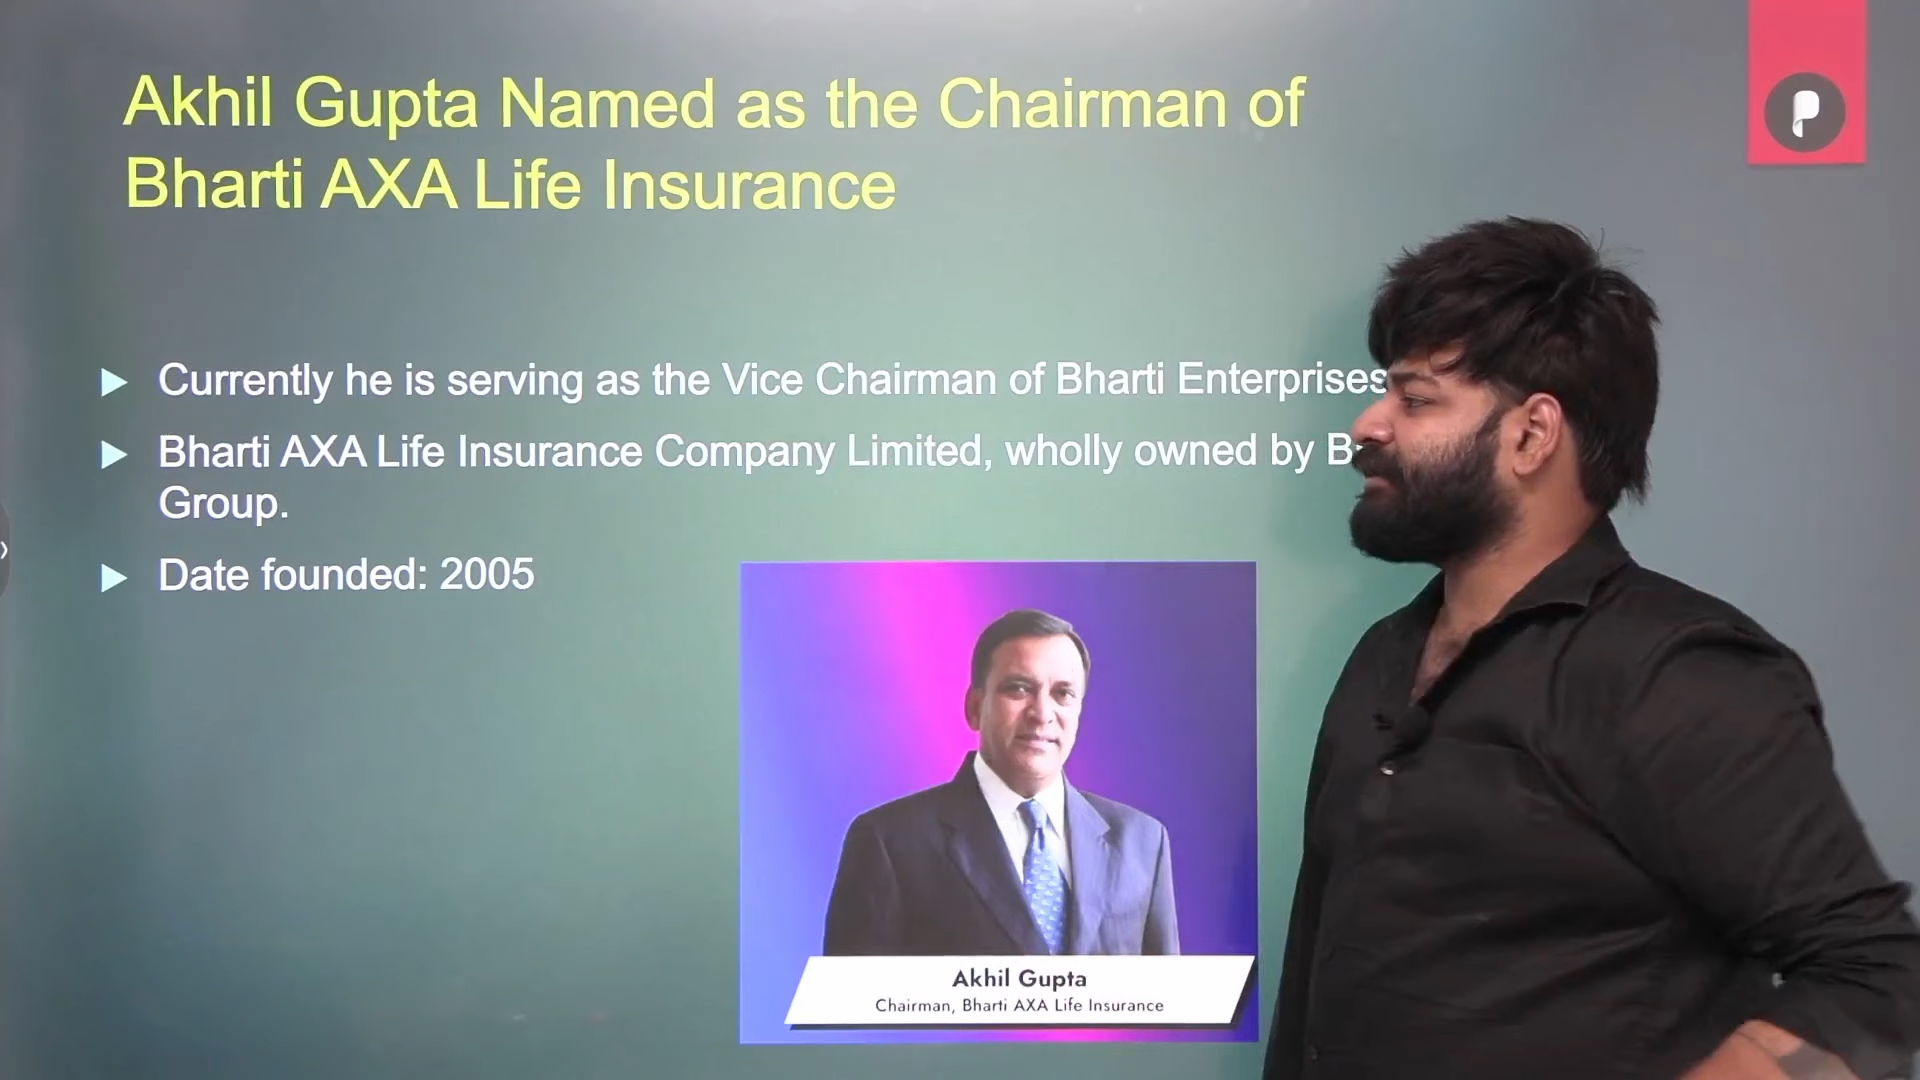 Akhil Gupta Named as the Chairman of
Bharti AXA Life Insurance
Currently he is serving as the Vice Chairman of Bharti Enterprises
Bharti AXA Life Insurance Company Limited, wholly owned by
Group.
Date founded: 2005
Akhil Gupta
Chairman, Bharti AXA Life Insurance